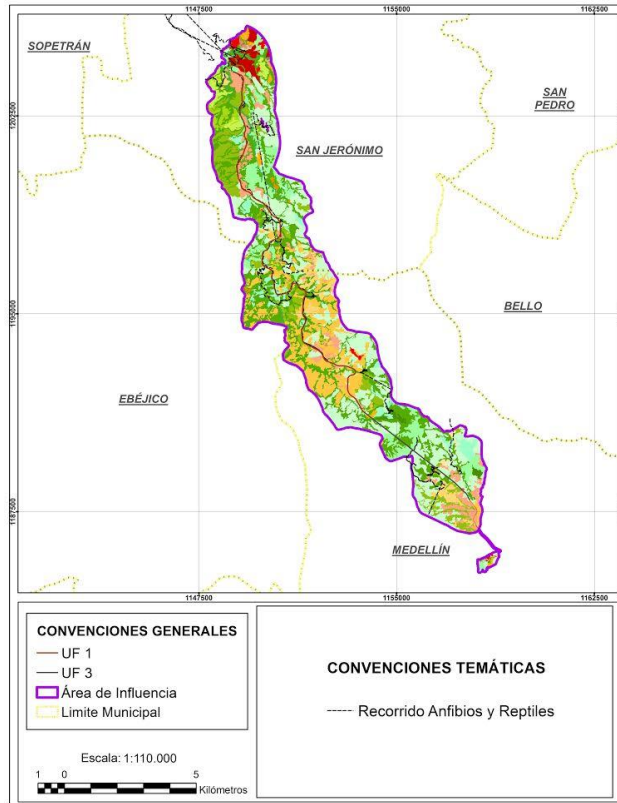 1147500 1155000 1162500
SOPETRÁN
SAN
PEDRO
1202500
SAN JERÓNIMO
1195000
BELLO
EBÉJICO
1187500
MEDELLÍN
1147500 1155000 1162500
CONVENCIONES GENERALES
UF 1
UF 3
Área de Influencia
Limite Municipal
Escala: 1:110.000
1 0 5
Kilómetros
CONVENCIONES TEMÁTICAS
Recorrido Anfibios y Reptiles